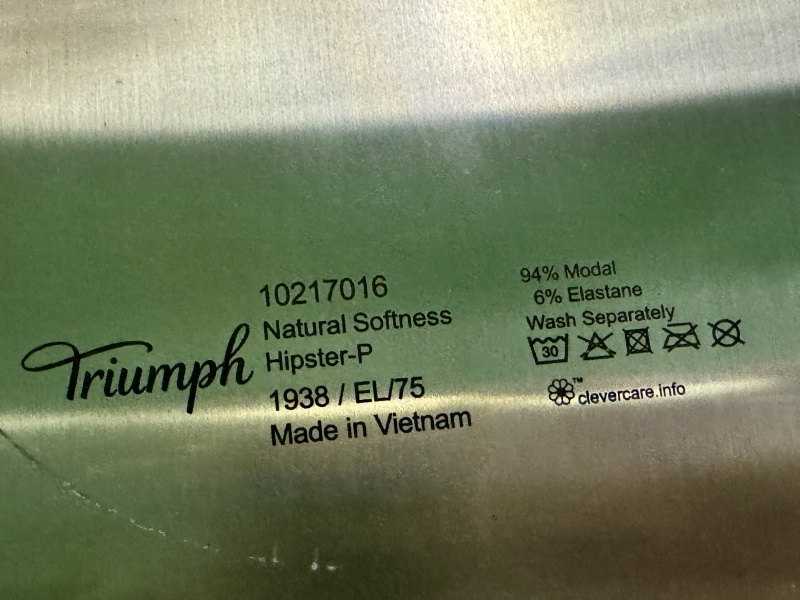 Triumph
10217016
Natural Softness
Hipster-P
1938 / EL/75
Made in Vietnam
94% Modal
6% Elastane
Wash Separately
30
™
clevercare.info